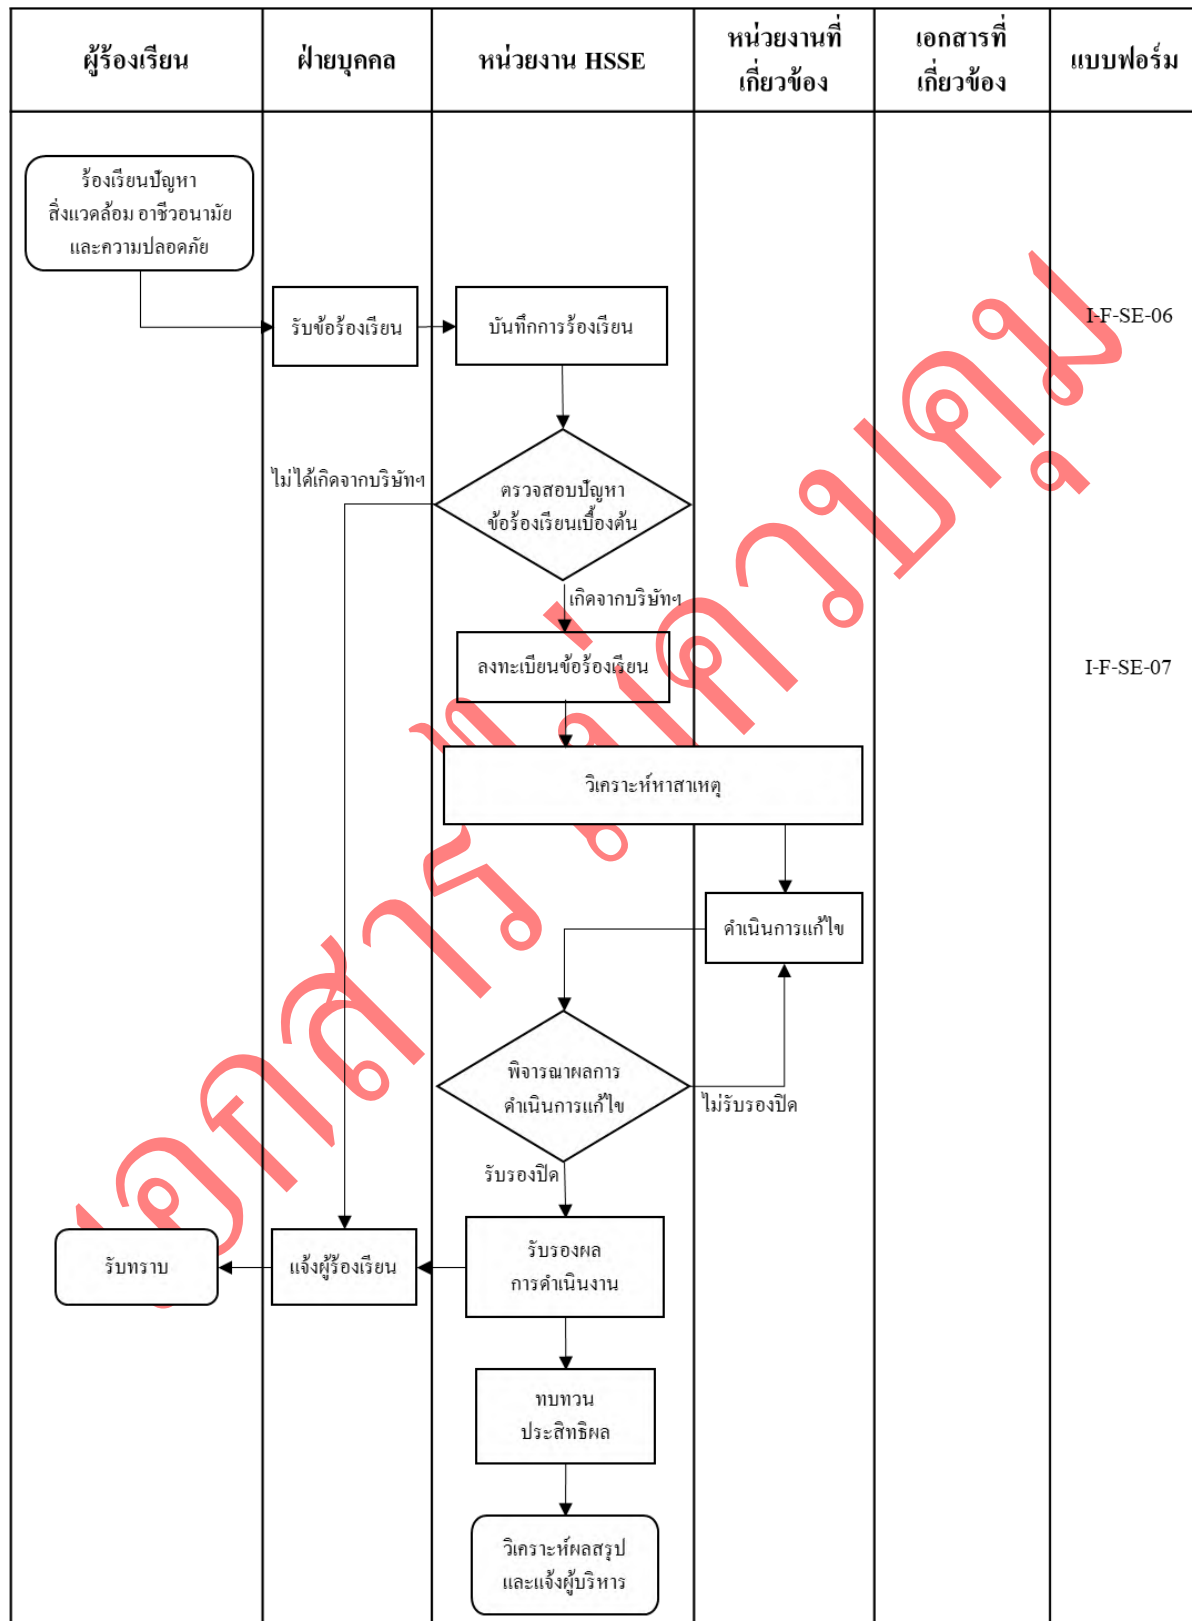 ผู้ร้องเรียน
ฝ่ายบุคคล
หน่วยงาน HSSE
หน่วยงานที่
เกี่ยวข้อง
เอกสารที่
เกี่ยวข้อง
แบบฟอร์ม
ร้องเรียนปัญหา
สิ่งแวดล้อม อาชีวอนามัย
และความปลอดภัย
รับข้อร้องเรียน
บันทึกการร้องเรียน
I-F-SE-06
ไม่ได้เกิดจากบริษัทฯ
ตรวจสอบปัญหา
ข้อร้องเรียนเบื้องต้น
เกิดจากบริษัทฯ
ลงทะเบียนข้อร้องเรียน
I-F-SE-07
วิเคราะห์หาสาเหตุ
ดำเนินการแก้ไข
พิจารณาผลการ
ดำเนินการแก้ไข
ไม่รับรองปิด
รับรองปิด
รับทราบ
แจ้งผู้ร้องเรียน
รับรองผล
การดำเนินงาน
ทบทวน
ประสิทธิผล
วิเคราะห์ผลสรุป
และแจ้งผู้บริหาร
เอกสารไม่ควบคุม